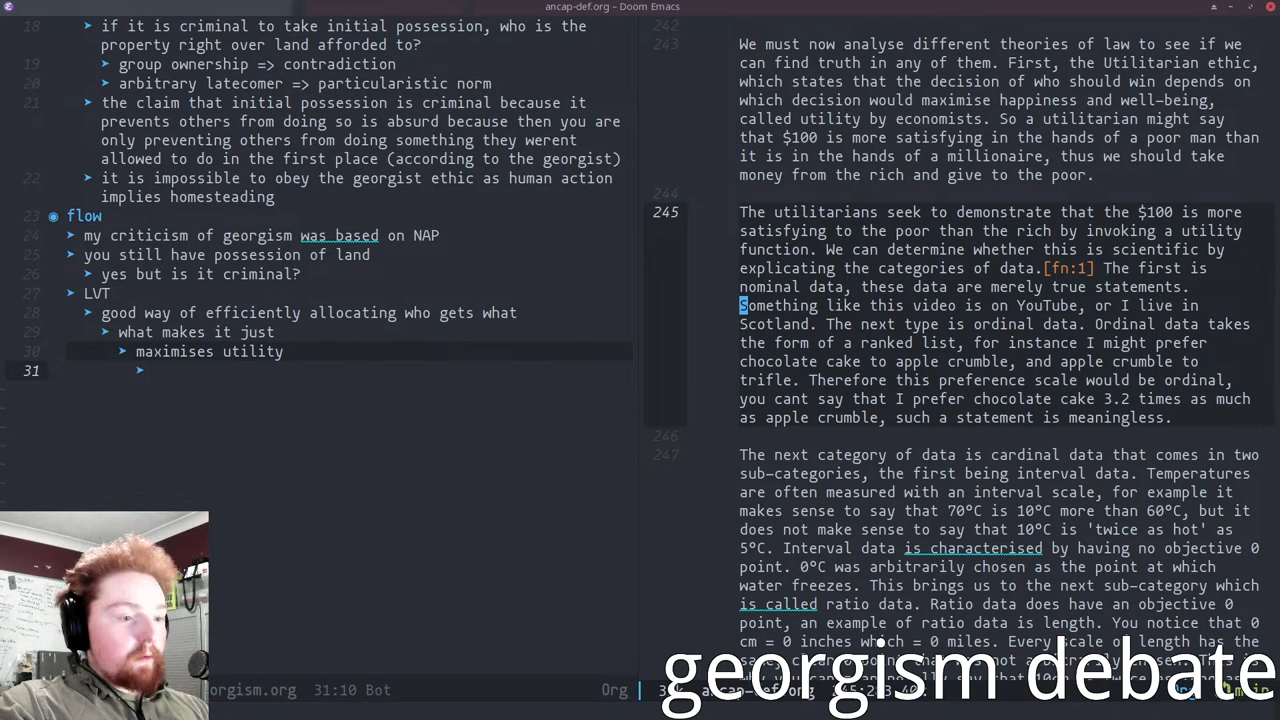 ancap-def.org – Doom Emacs
18 ➤ if it is criminal to take initial possession, who is the
property right over land afforded to?
19 ➤ group ownership => contradiction
20 ➤ arbitrary latecomer => particularistic norm
21 ➤ the claim that initial possession is criminal because it
prevents others from doing so is absurd because then you are
only preventing others from doing something they werent
allowed to do in the first place (according to the georgist)
22 ➤ it is impossible to obey the georgist ethic as human action
implies homesteading
23 ◉ flow
24 ➤ my criticism of georgism was based on NAP
25 ➤ you still have possession of land
26 ➤ yes but is it criminal?
27 ➤ LVT
28 ➤ good way of efficiently allocating who gets what
29 ➤ what makes it just
30 ➤ maximises utility
31 ➤
orgism.org 31:10 Bot Org
242
243 We must now analyse different theories of law to see if we
can find truth in any of them. First, the Utilitarian ethic,
which states that the decision of who should win depends on
which decision would maximise happiness and well-being,
called utility by economists. So a utilitarian might say
that $100 is more satisfying in the hands of a poor man than
it is in the hands of a millionaire, thus we should take
money from the rich and give to the poor.
244
245 The utilitarians seek to demonstrate that the $100 is more
satisfying to the poor than the rich by invoking a utility
function. We can determine whether this is scientific by
explicating the categories of data.[fn:1] The first is
nominal data, these data are merely true statements.
Something like this video is on YouTube, or I live in
Scotland. The next type is ordinal data. Ordinal data takes
the form of a ranked list, for instance I might prefer
chocolate cake to apple crumble, and apple crumble to
trifle. Therefore this preference scale would be ordinal,
you cant say that I prefer chocolate cake 3.2 times as much
as apple crumble, such a statement is meaningless.
246
247 The next category of data is cardinal data that comes in two
sub-categories, the first being interval data. Temperatures
are often measured with an interval scale, for example it
makes sense to say that 70°C is 10°C more than 60°C, but it
does not make sense to say that 10°C is 'twice as hot' as
5°C. Interval data is characterised by having no objective 0
point. 0°C was arbitrarily chosen as the point at which
water freezes. This brings us to the next sub-category which
is called ratio data. Ratio data does have an objective 0
point, an example of ratio data is length. You notice that 0
cm = 0 inches which = 0 miles. Every scale of length has the
georgism debate